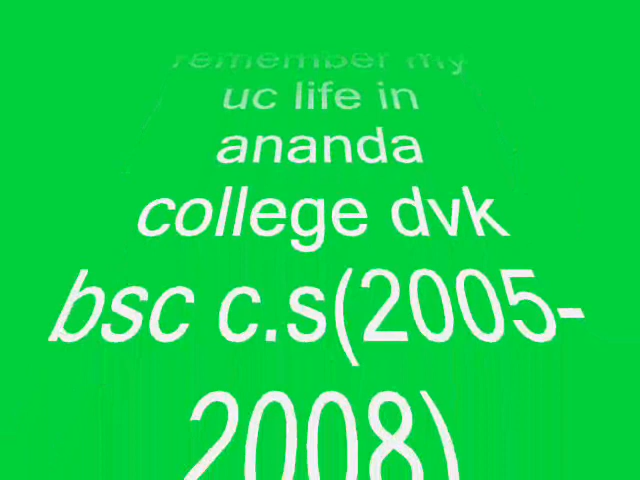 remember my
uc life in
ananda
college dvk
bsc c.s(2005-
2008)